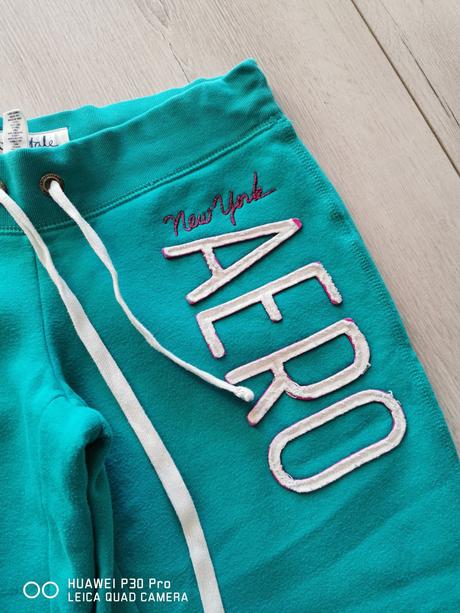 New York
AERO
HUAWEI P30 Pro
LEICA QUAD CAMERA